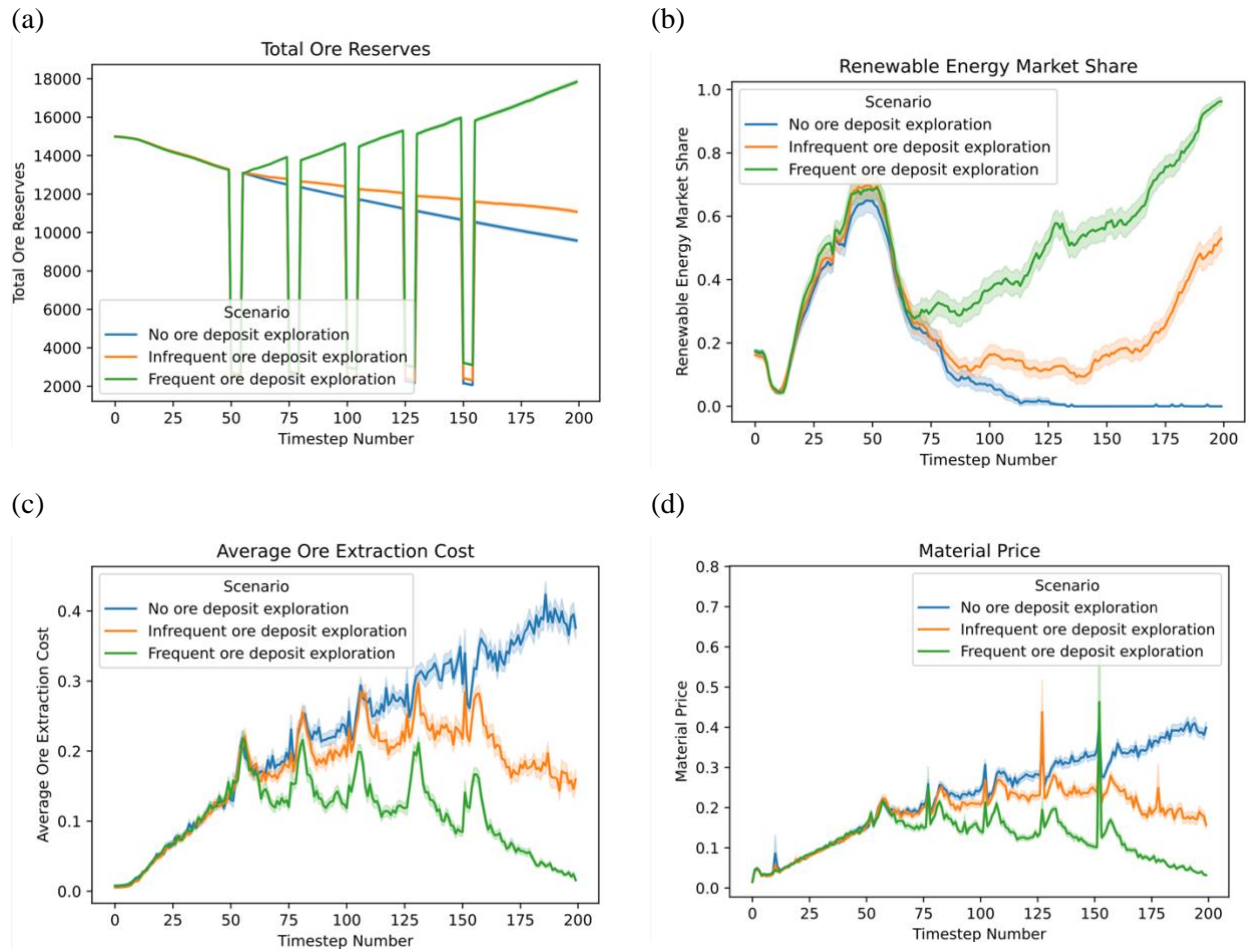 (a)
Total Ore Reserves
18000
16000
14000
12000
10000
8000
6000
4000
2000
Total Ore Reserves
Scenario
No ore deposit exploration
Infrequent ore deposit exploration
Frequent ore deposit exploration
0 25 50 75 100 125 150 175 200
Timestep Number
(b)
Renewable Energy Market Share
1.0
0.8
0.6
0.4
0.2
0.0
Renewable Energy Market Share
Scenario
No ore deposit exploration
Infrequent ore deposit exploration
Frequent ore deposit exploration
0 25 50 75 100 125 150 175 200
Timestep Number
(c)
Average Ore Extraction Cost
0.4
0.3
0.2
0.1
0.0
Average Ore Extraction Cost
Scenario
No ore deposit exploration
Infrequent ore deposit exploration
Frequent ore deposit exploration
0 25 50 75 100 125 150 175 200
Timestep Number
(d)
Material Price
0.8
0.7
0.6
0.5
0.4
0.3
0.2
0.1
0.0
Material Price
Scenario
No ore deposit exploration
Infrequent ore deposit exploration
Frequent ore deposit exploration
0 25 50 75 100 125 150 175 200
Timestep Number